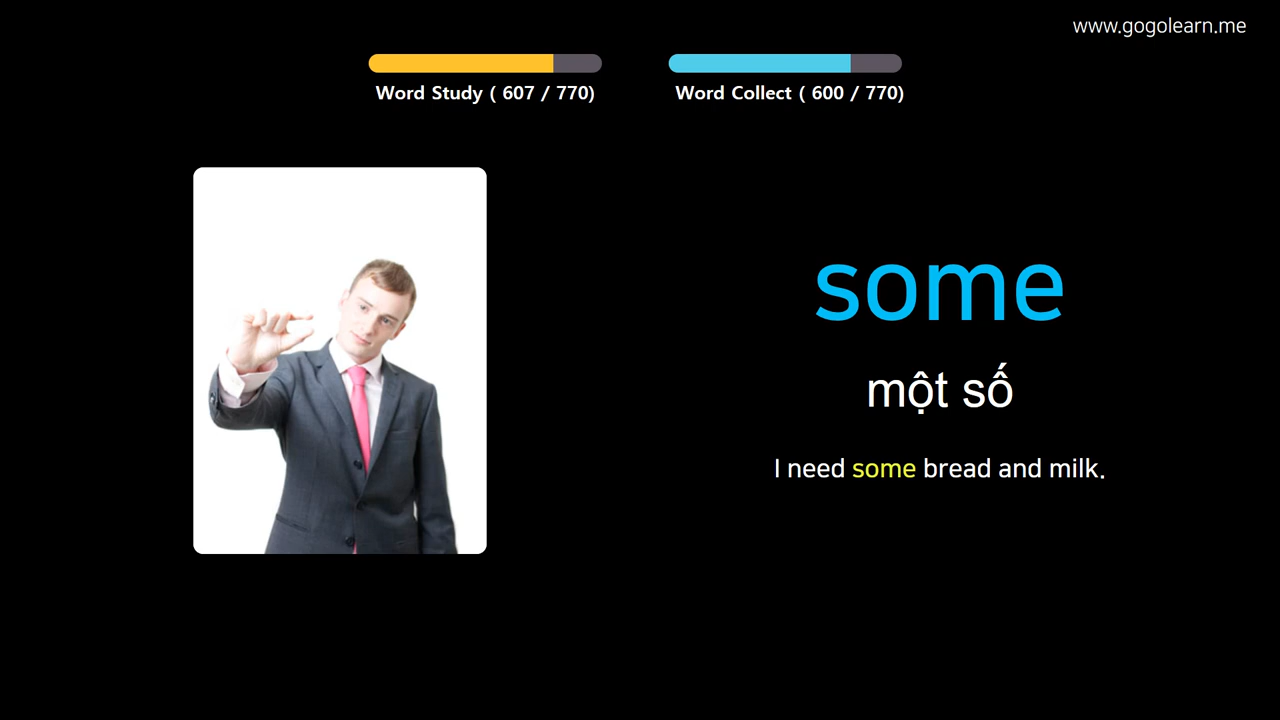 www.gogolearn.me
Word Study ( 607 / 770)
Word Collect ( 600 / 770)
some
một số
I need some bread and milk.